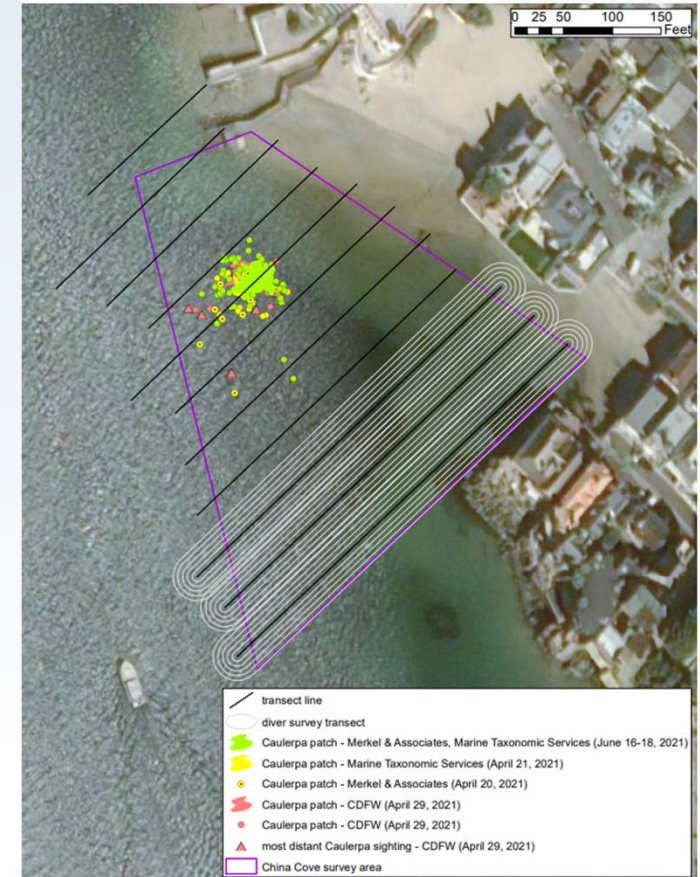 0 25 50 100 150
Feet
transect line
diver survey transect
Caulerpa patch - Merkel & Associates, Marine Taxonomic Services (June 16-18, 2021)
Caulerpa patch - Marine Taxonomic Services (April 21, 2021)
Caulerpa patch - Merkel & Associates (April 20, 2021)
Caulerpa patch - CDFW (April 29, 2021)
Caulerpa patch - CDFW (April 29, 2021)
most distant Caulerpa sighting - CDFW (April 29, 2021)
China Cove survey area